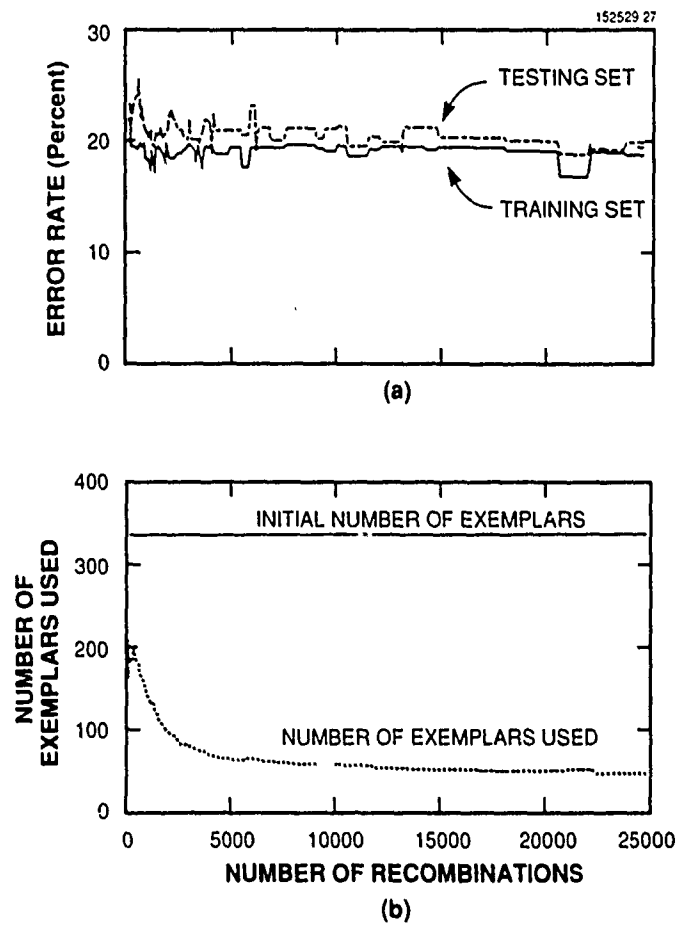 152529 27
30
20
10
0
ERROR RATE (Percent)
TESTING SET
TRAINING SET
(a)
400
300
200
100
0
NUMBER OF
EXEMPLARS USED
INITIAL NUMBER OF EXEMPLARS
NUMBER OF EXEMPLARS USED
0 5000 10000 15000 20000 25000
NUMBER OF RECOMBINATIONS
(b)